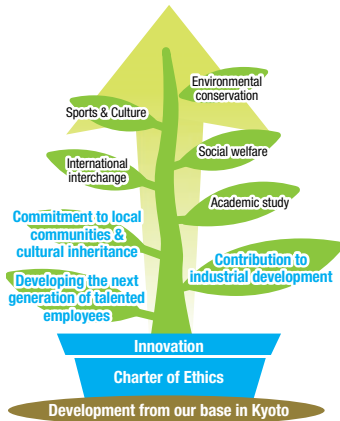 Environmental
conservation
Sports & Culture
Social welfare
International
interchange
Academic study
Commitment to local
communities &
cultural inheritance
Contribution to
industrial development
Developing the next
generation of talented
employees
Innovation
Charter of Ethics
Development from our base in Kyoto